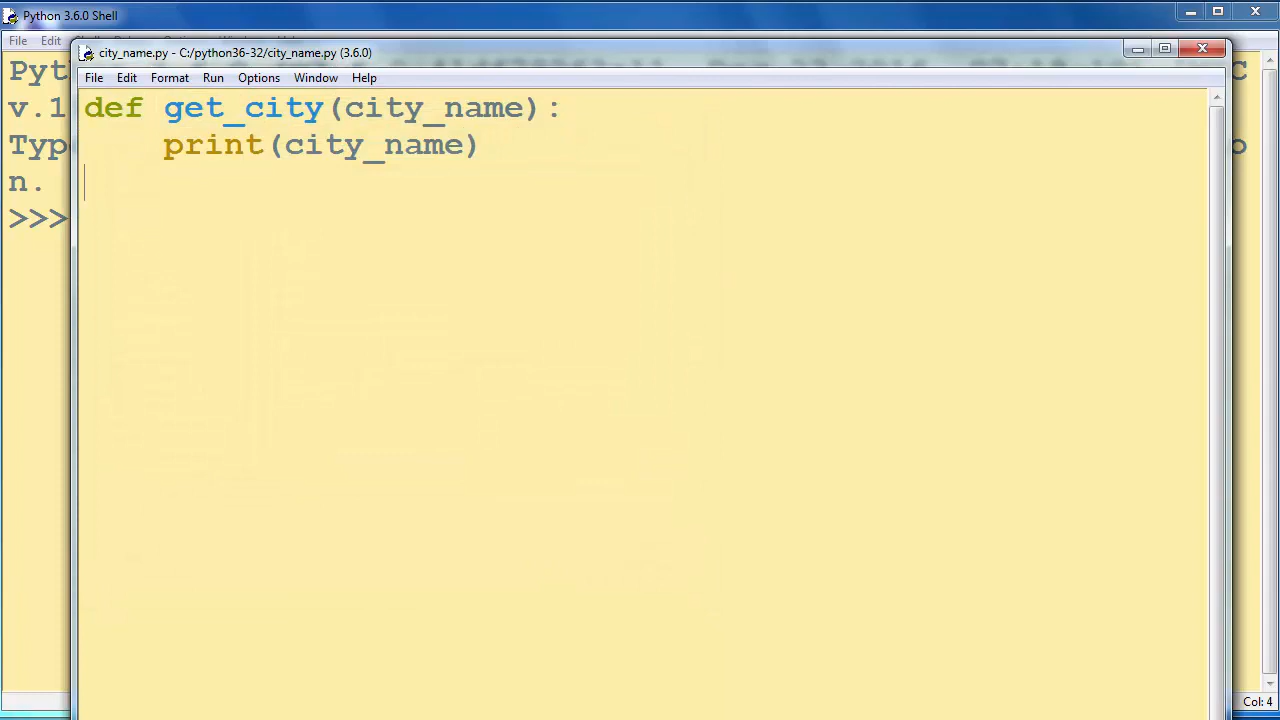 Python 3.6.0 Shell
File Edit
city_name.py - C:/python36-32/city_name.py (3.6.0)
File Edit Format Run Options Window Help
def get_city(city_name):
print(city_name)
Pyt
C
v.1
Type
o
n.
>>>
Col: 4